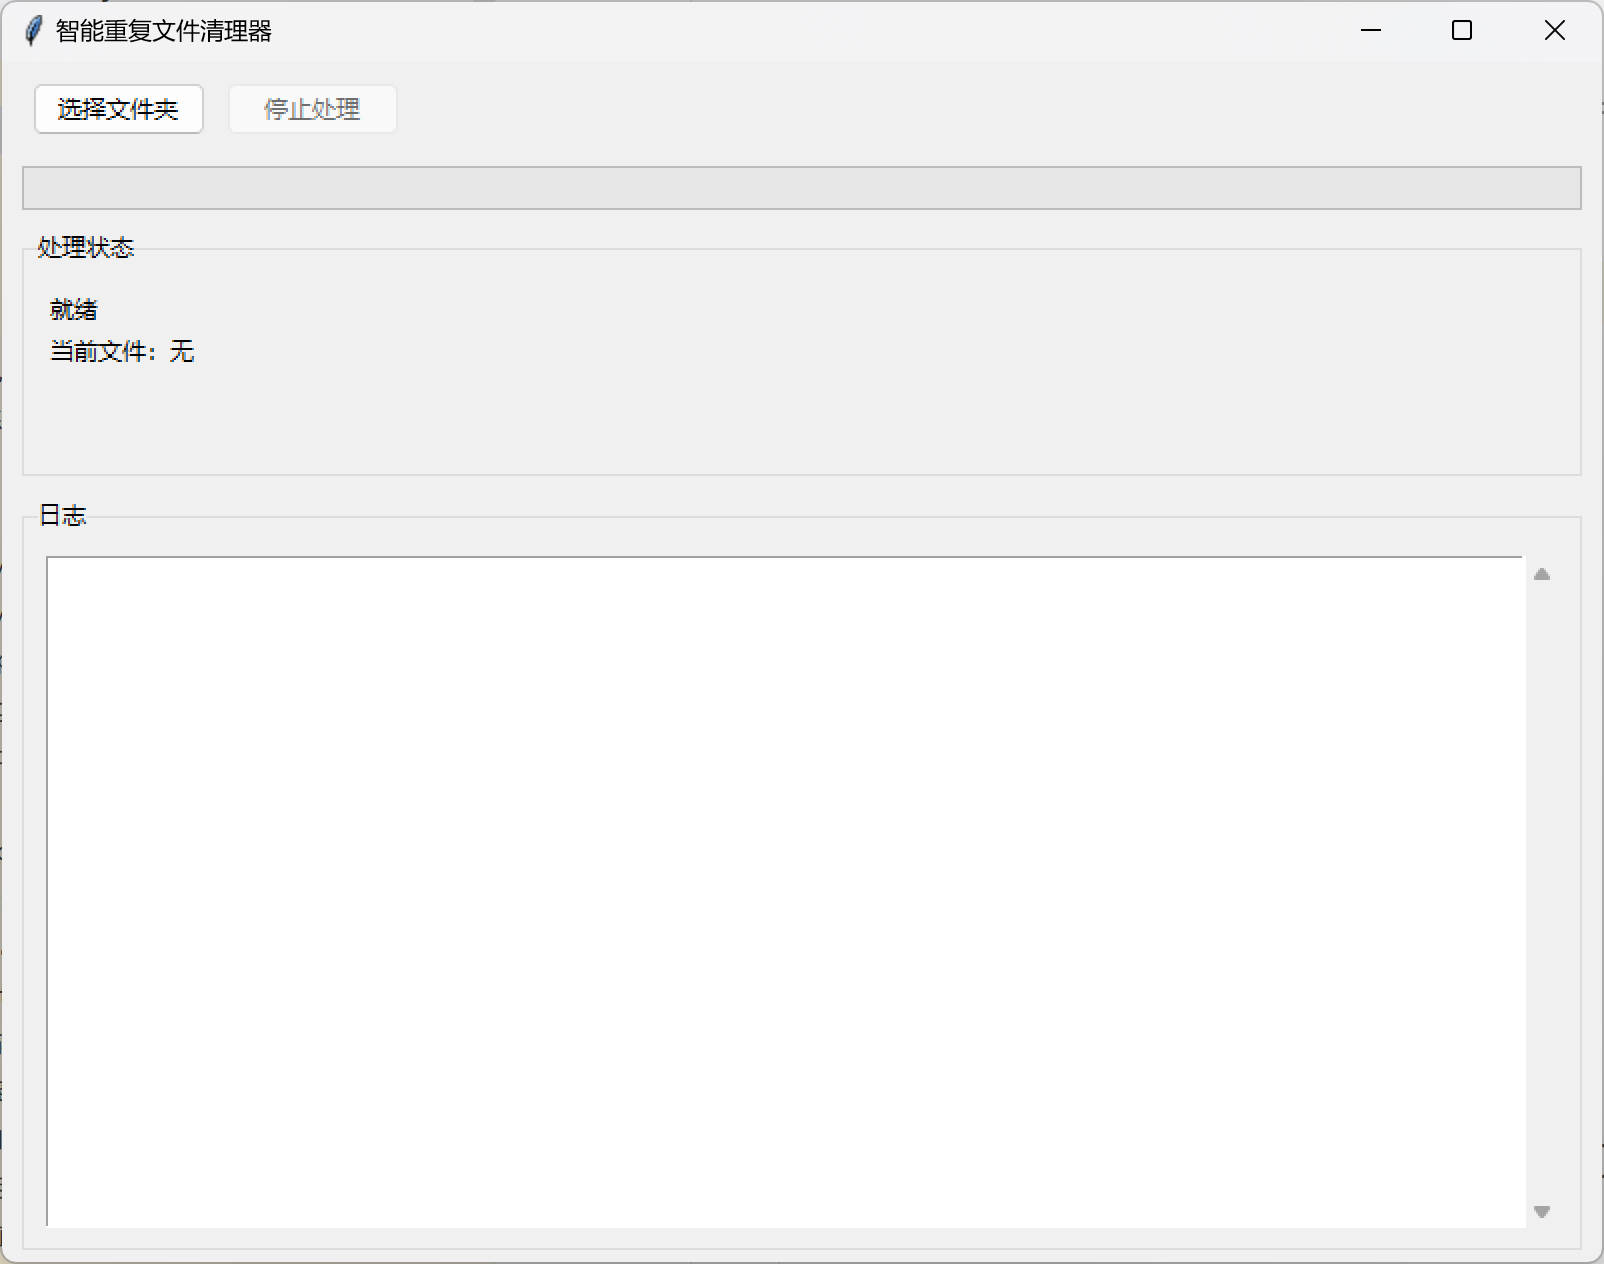 智能重复文件清理器
选择文件夹 停止处理
处理状态
就绪
当前文件：无
日志